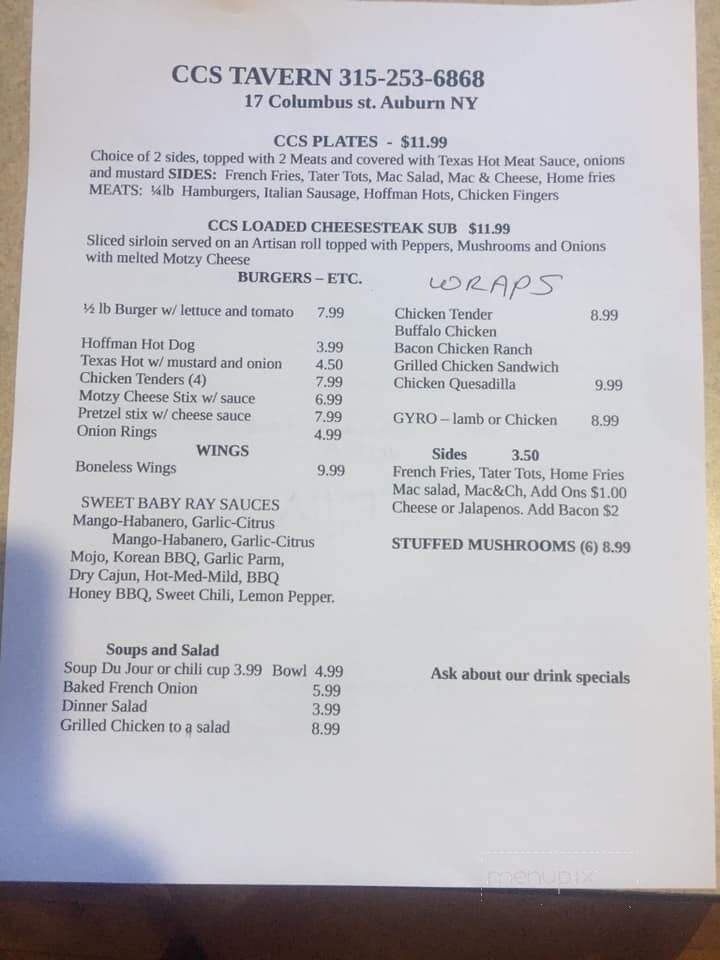 CCS TAVERN 315-253-6868
17 Columbus st. Auburn NY
CCS PLATES - $11.99
Choice of 2 sides, topped with 2 Meats and covered with Texas Hot Meat Sauce, onions
and mustard SIDES: French Fries, Tater Tots, Mac Salad, Mac & Cheese, Home fries
MEATS: ¼lb Hamburgers, Italian Sausage, Hoffman Hots, Chicken Fingers
CCS LOADED CHEESESTEAK SUB $11.99
Sliced sirloin served on an Artisan roll topped with Peppers, Mushrooms and Onions
with melted Motzy Cheese
BURGERS – ETC.
½ lb Burger w/ lettuce and tomato 7.99
Hoffman Hot Dog 3.99
Texas Hot w/ mustard and onion 4.50
Chicken Tenders (4) 7.99
Motzy Cheese Stix w/ sauce 6.99
Pretzel stix w/ cheese sauce 7.99
Onion Rings 4.99
WINGS
Boneless Wings 9.99
SWEET BABY RAY SAUCES
Mango-Habanero, Garlic-Citrus
Mango-Habanero, Garlic-Citrus
Mojo, Korean BBQ, Garlic Parm,
Dry Cajun, Hot-Med-Mild, BBQ
Honey BBQ, Sweet Chili, Lemon Pepper.
Soups and Salad
Soup Du Jour or chili cup 3.99 Bowl 4.99
Baked French Onion 5.99
Dinner Salad 3.99
Grilled Chicken to a salad 8.99
WRAPS
Chicken Tender 8.99
Buffalo Chicken
Bacon Chicken Ranch
Grilled Chicken Sandwich
Chicken Quesadilla 9.99
GYRO – lamb or Chicken 8.99
Sides 3.50
French Fries, Tater Tots, Home Fries
Mac salad, Mac&Ch, Add Ons $1.00
Cheese or Jalapenos. Add Bacon $2
STUFFED MUSHROOMS (6) 8.99
Ask about our drink specials
menupix